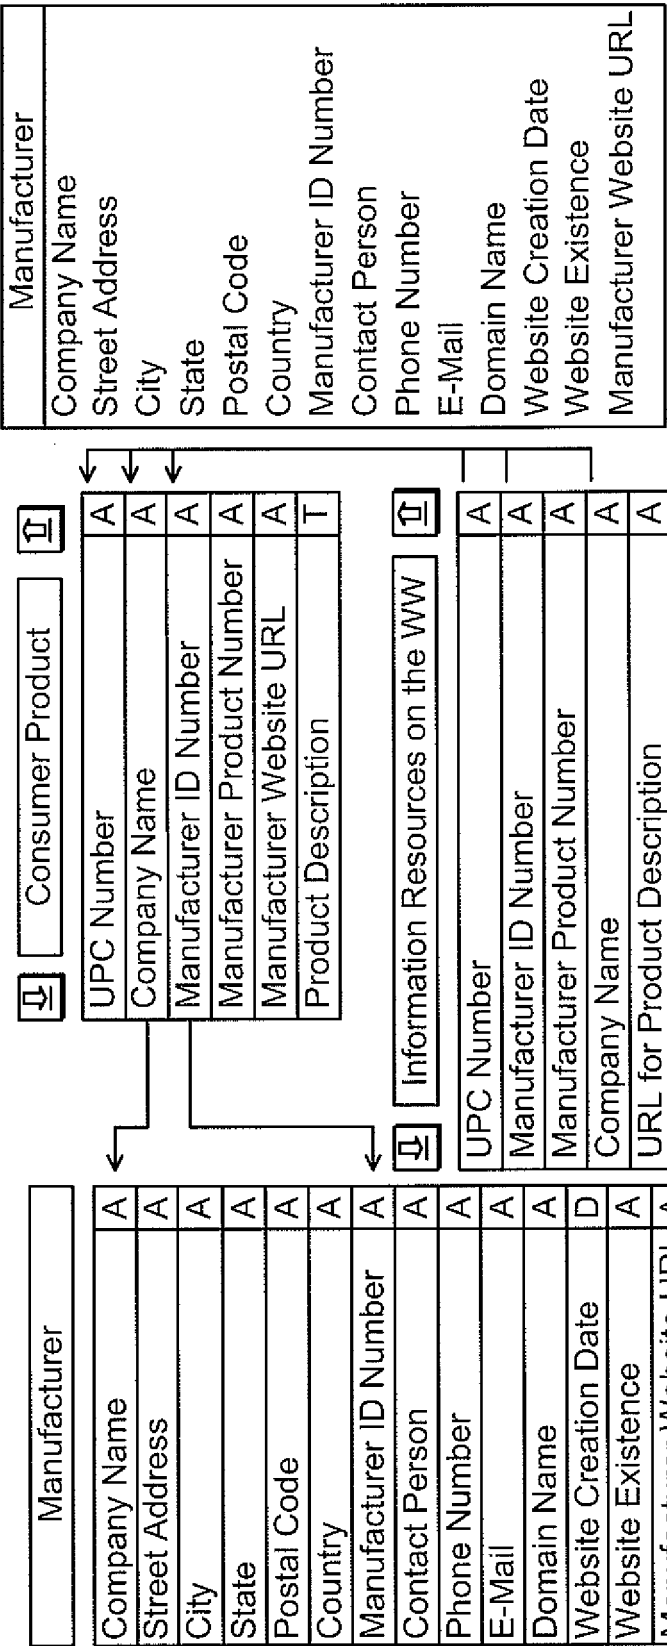 Manufacturer
Company Name A
Street Address A
City A
State A
Postal Code A
Country A
Manufacturer ID Number A
Contact Person A
Phone Number A
E-Mail A
Domain Name A
Website Creation Date D
Website Existence A
Manufacturer Website URL A
Consumer Product
UPC Number A
Company Name A
Manufacturer ID Number A
Manufacturer Product Number A
Manufacturer Website URL A
Product Description T
Information Resources on the WW
UPC Number A
Manufacturer ID Number A
Manufacturer Product Number A
Company Name A
URL for Product Description A
Manufacturer
Company Name
Street Address
City
State
Postal Code
Country
Manufacturer ID Number
Contact Person
Phone Number
E-Mail
Domain Name
Website Creation Date
Website Existence
Manufacturer Website URL